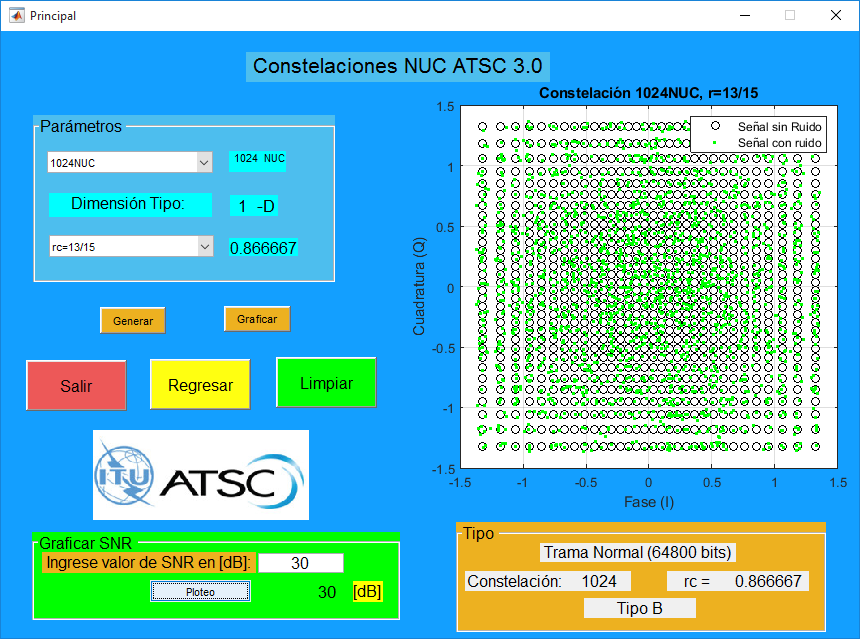 Principal
Constelaciones NUC ATSC 3.0
Parámetros
1024NUC
1024 NUC
Dimensión Tipo:
1 -D
rc=13/15
0.866667
Generar
Graficar
Salir
Regresar
Limpiar
ITU
ATSC
Graficar SNR
Ingrese valor de SNR en [dB]:
30
Ploteo
30
[dB]
Constelación 1024NUC, r=13/15
Señal sin Ruido
Señal con ruido
Cuadratura (Q)
1.5
1
0.5
0
-0.5
-1
-1.5
-1.5
-1
-0.5
0
0.5
1
1.5
Fase (I)
Tipo
Trama Normal (64800 bits)
Constelación: 1024
rc = 0.866667
Tipo B